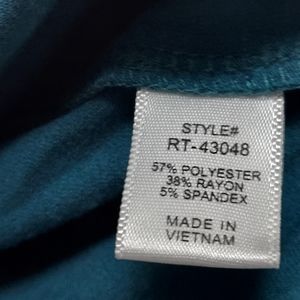 STYLE#
RT-43048
57% POLYESTER
38% RAYON
5% SPANDEX
MADE IN
VIETNAM